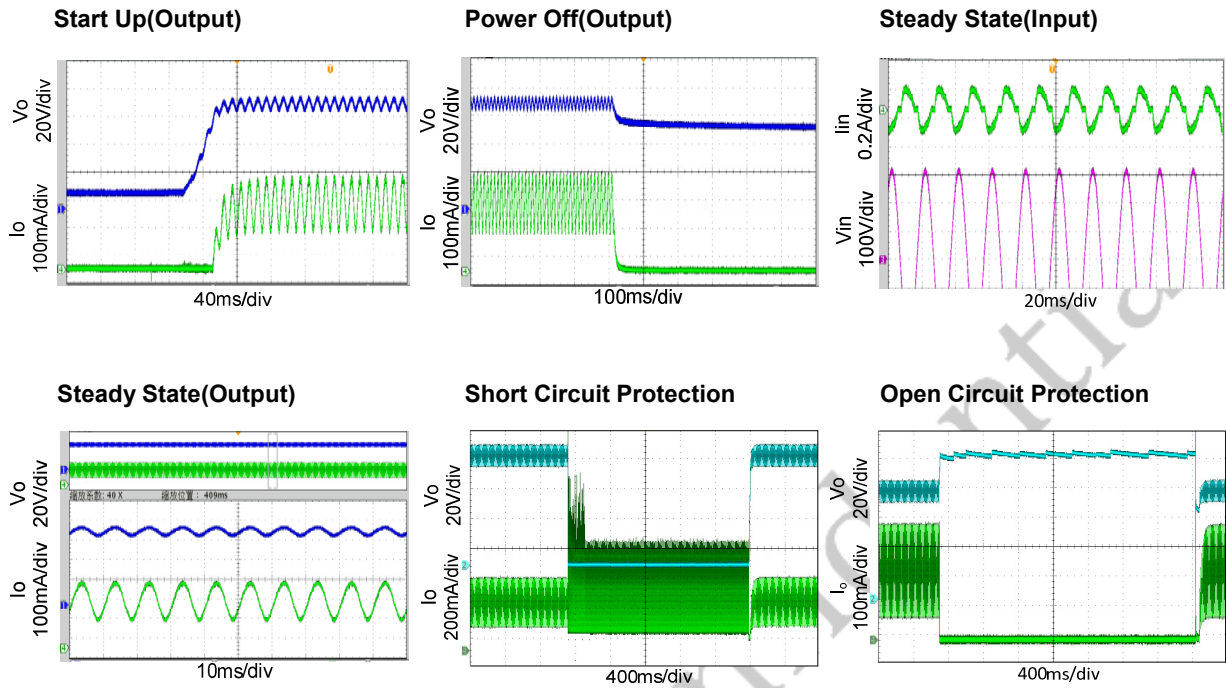 Start Up(Output)
Power Off(Output)
Steady State(Input)
Vo
20V/div
Io
100mA/div
40ms/div
Vo
20V/div
Io
100mA/div
100ms/div
Iin
0.2A/div
Vin
100V/div
20ms/div
Steady State(Output)
Short Circuit Protection
Open Circuit Protection
Vo
20V/div
Io
100mA/div
缩放系数: 40 X
缩放位置: 409ms
10ms/div
Vo
20V/div
Io
200mA/div
400ms/div
Vo
20V/div
Io
100mA/div
400ms/div